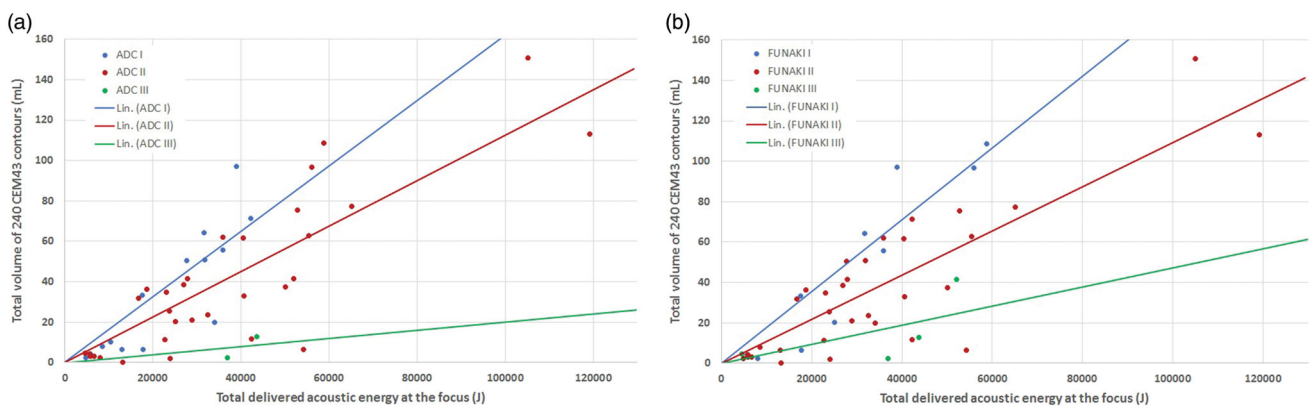 (a)
Total volume of 240 CEM43 contours (mL)
160
140
120
100
80
60
40
20
0
ADC I
ADC II
ADC III
Lin. (ADC I)
Lin. (ADC II)
Lin. (ADC III)
0 20000 40000 60000 80000 100000 120000
Total delivered acoustic energy at the focus (J)
(b)
Total volume of 240 CEM43 contours (mL)
160
140
120
100
80
60
40
20
0
FUNAKI I
FUNAKI II
FUNAKI III
Lin. (FUNAKI I)
Lin. (FUNAKI II)
Lin. (FUNAKI III)
0 20000 40000 60000 80000 100000 120000
Total delivered acoustic energy at the focus (J)